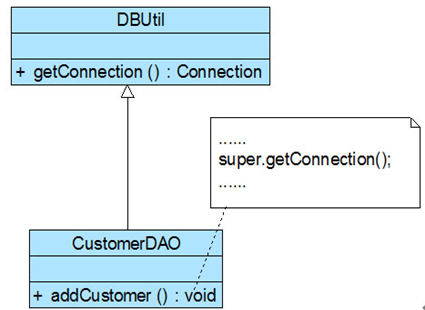 DBUtil
+ getConnection () : Connection
......
super.getConnection();
......
CustomerDAO
+ addCustomer () : void